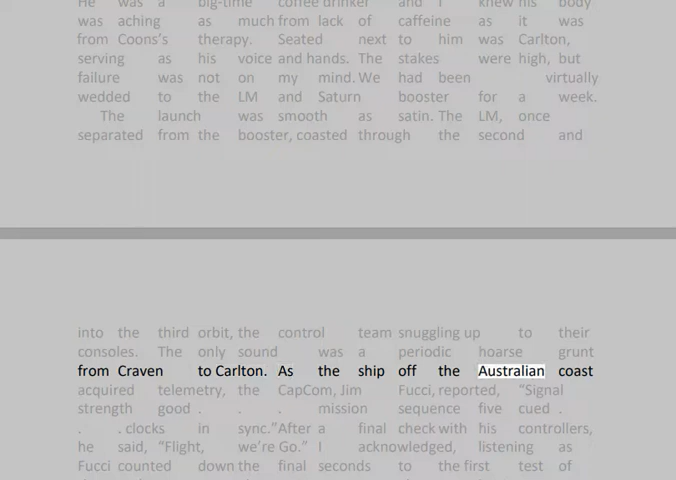 He was a big-time coffee drinker and I knew his body
was aching as much from lack of caffeine as it was
from Coons's therapy. Seated next to him was Carlton,
serving as his voice and hands. The stakes were high, but
failure was not on my mind. We had been virtually
wedded to the LM and Saturn booster for a week.
The launch was smooth as satin. The LM, once
separated from the booster, coasted through the second and
into the third orbit, the control team snuggling up to their
consoles. The only sound was a periodic hoarse grunt
from Craven to Carlton. As the ship off the Australian coast
acquired telemetry, the CapCom, Jim Fucci, reported, “Signal
strength good . . . mission sequence five cued .
. . clocks in sync.”After a final check with his controllers,
he said, “Flight, we’re Go.” I acknowledged, listening as
Fucci counted down the final seconds to the first test of